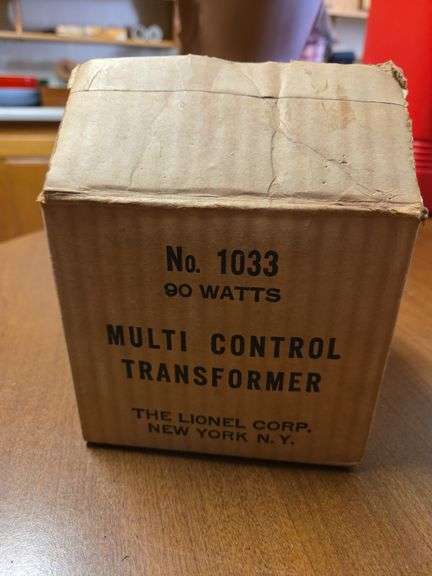 No. 1033
90 WATTS
MULTI CONTROL
TRANSFORMER
THE LIONEL CORP.
NEW YORK N.Y.